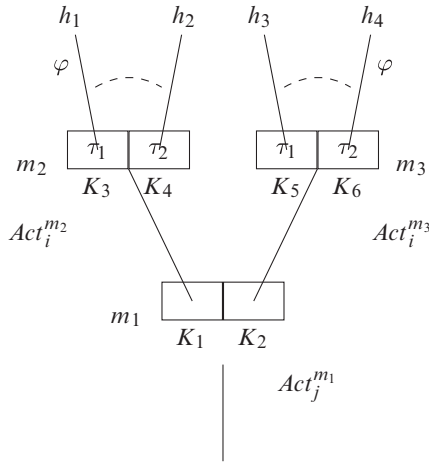 h₁ h₂ h₃ h₄
φ φ
τ₁ τ₂ τ₁ τ₂
m₂ m₃
K₃ K₄ K₅ K₆
Act_i^{m₂} Act_i^{m₃}
m₁
K₁ K₂
Act_j^{m₁}